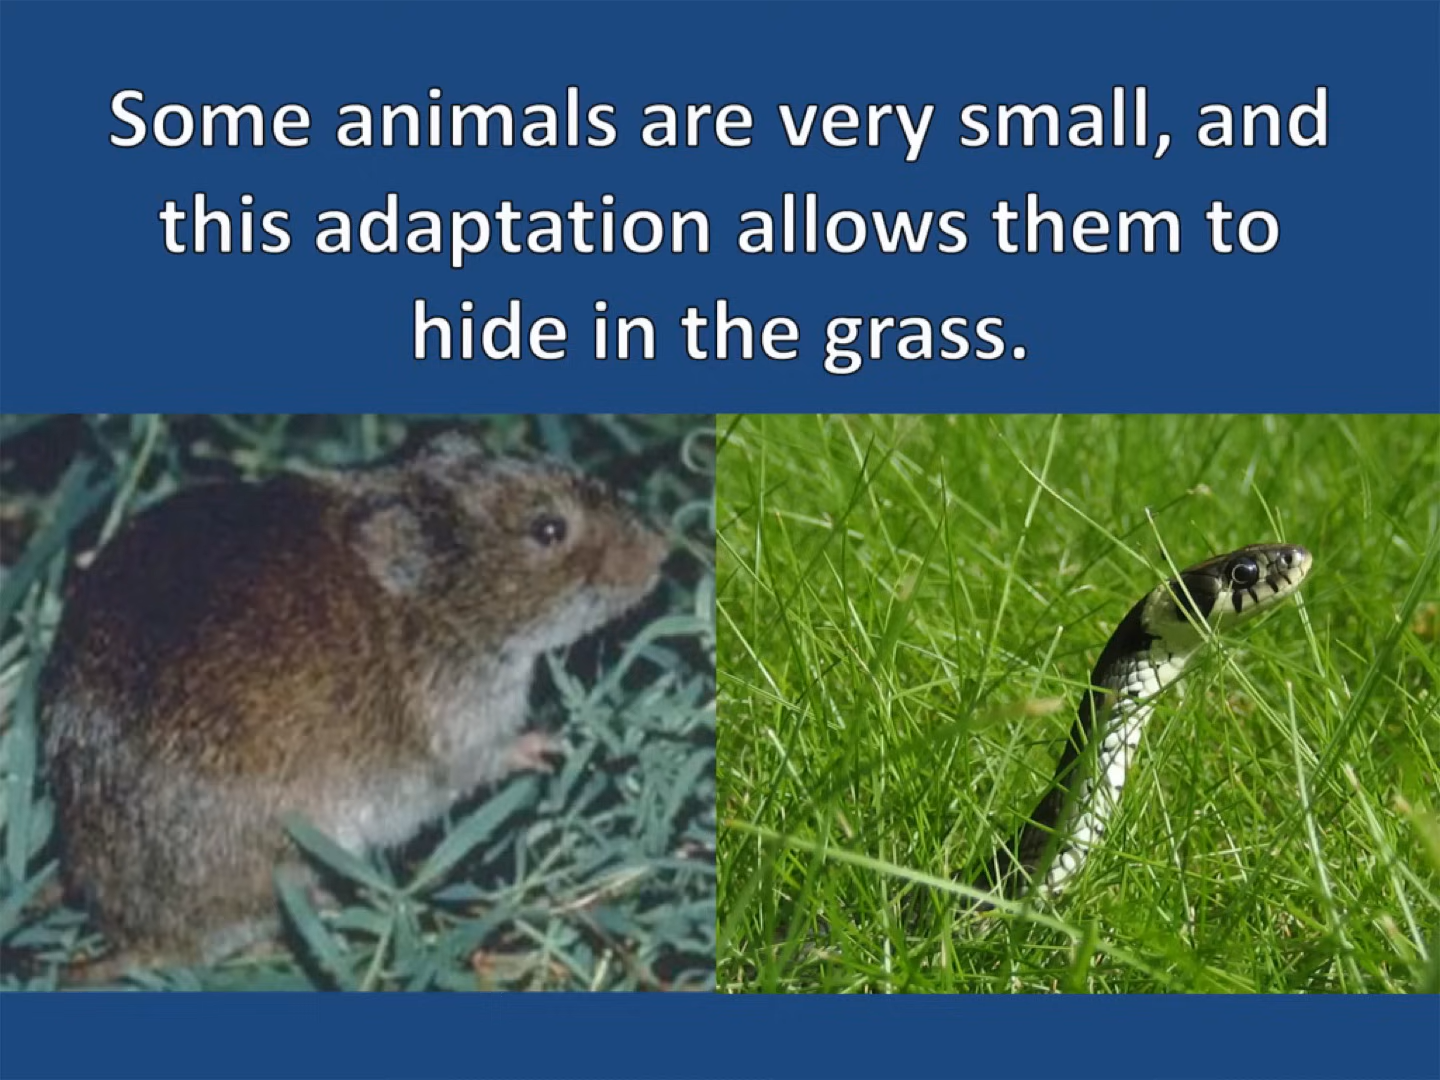 Some animals are very small, and
this adaptation allows them to
hide in the grass.